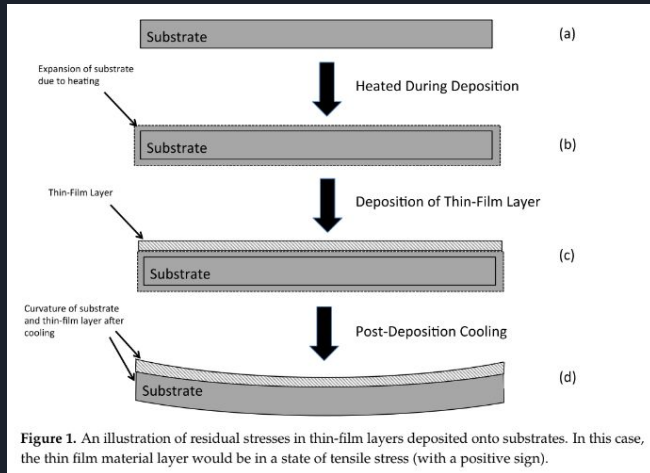 Substrate
(a)
Expansion of substrate
due to heating
Heated During Deposition
Substrate
(b)
Thin-Film Layer
Deposition of Thin-Film Layer
Substrate
(c)
Curvature of substrate
and thin-film layer after
cooling
Post-Deposition Cooling
Substrate
(d)
Figure 1. An illustration of residual stresses in thin-film layers deposited onto substrates. In this case,
the thin film material layer would be in a state of tensile stress (with a positive sign).